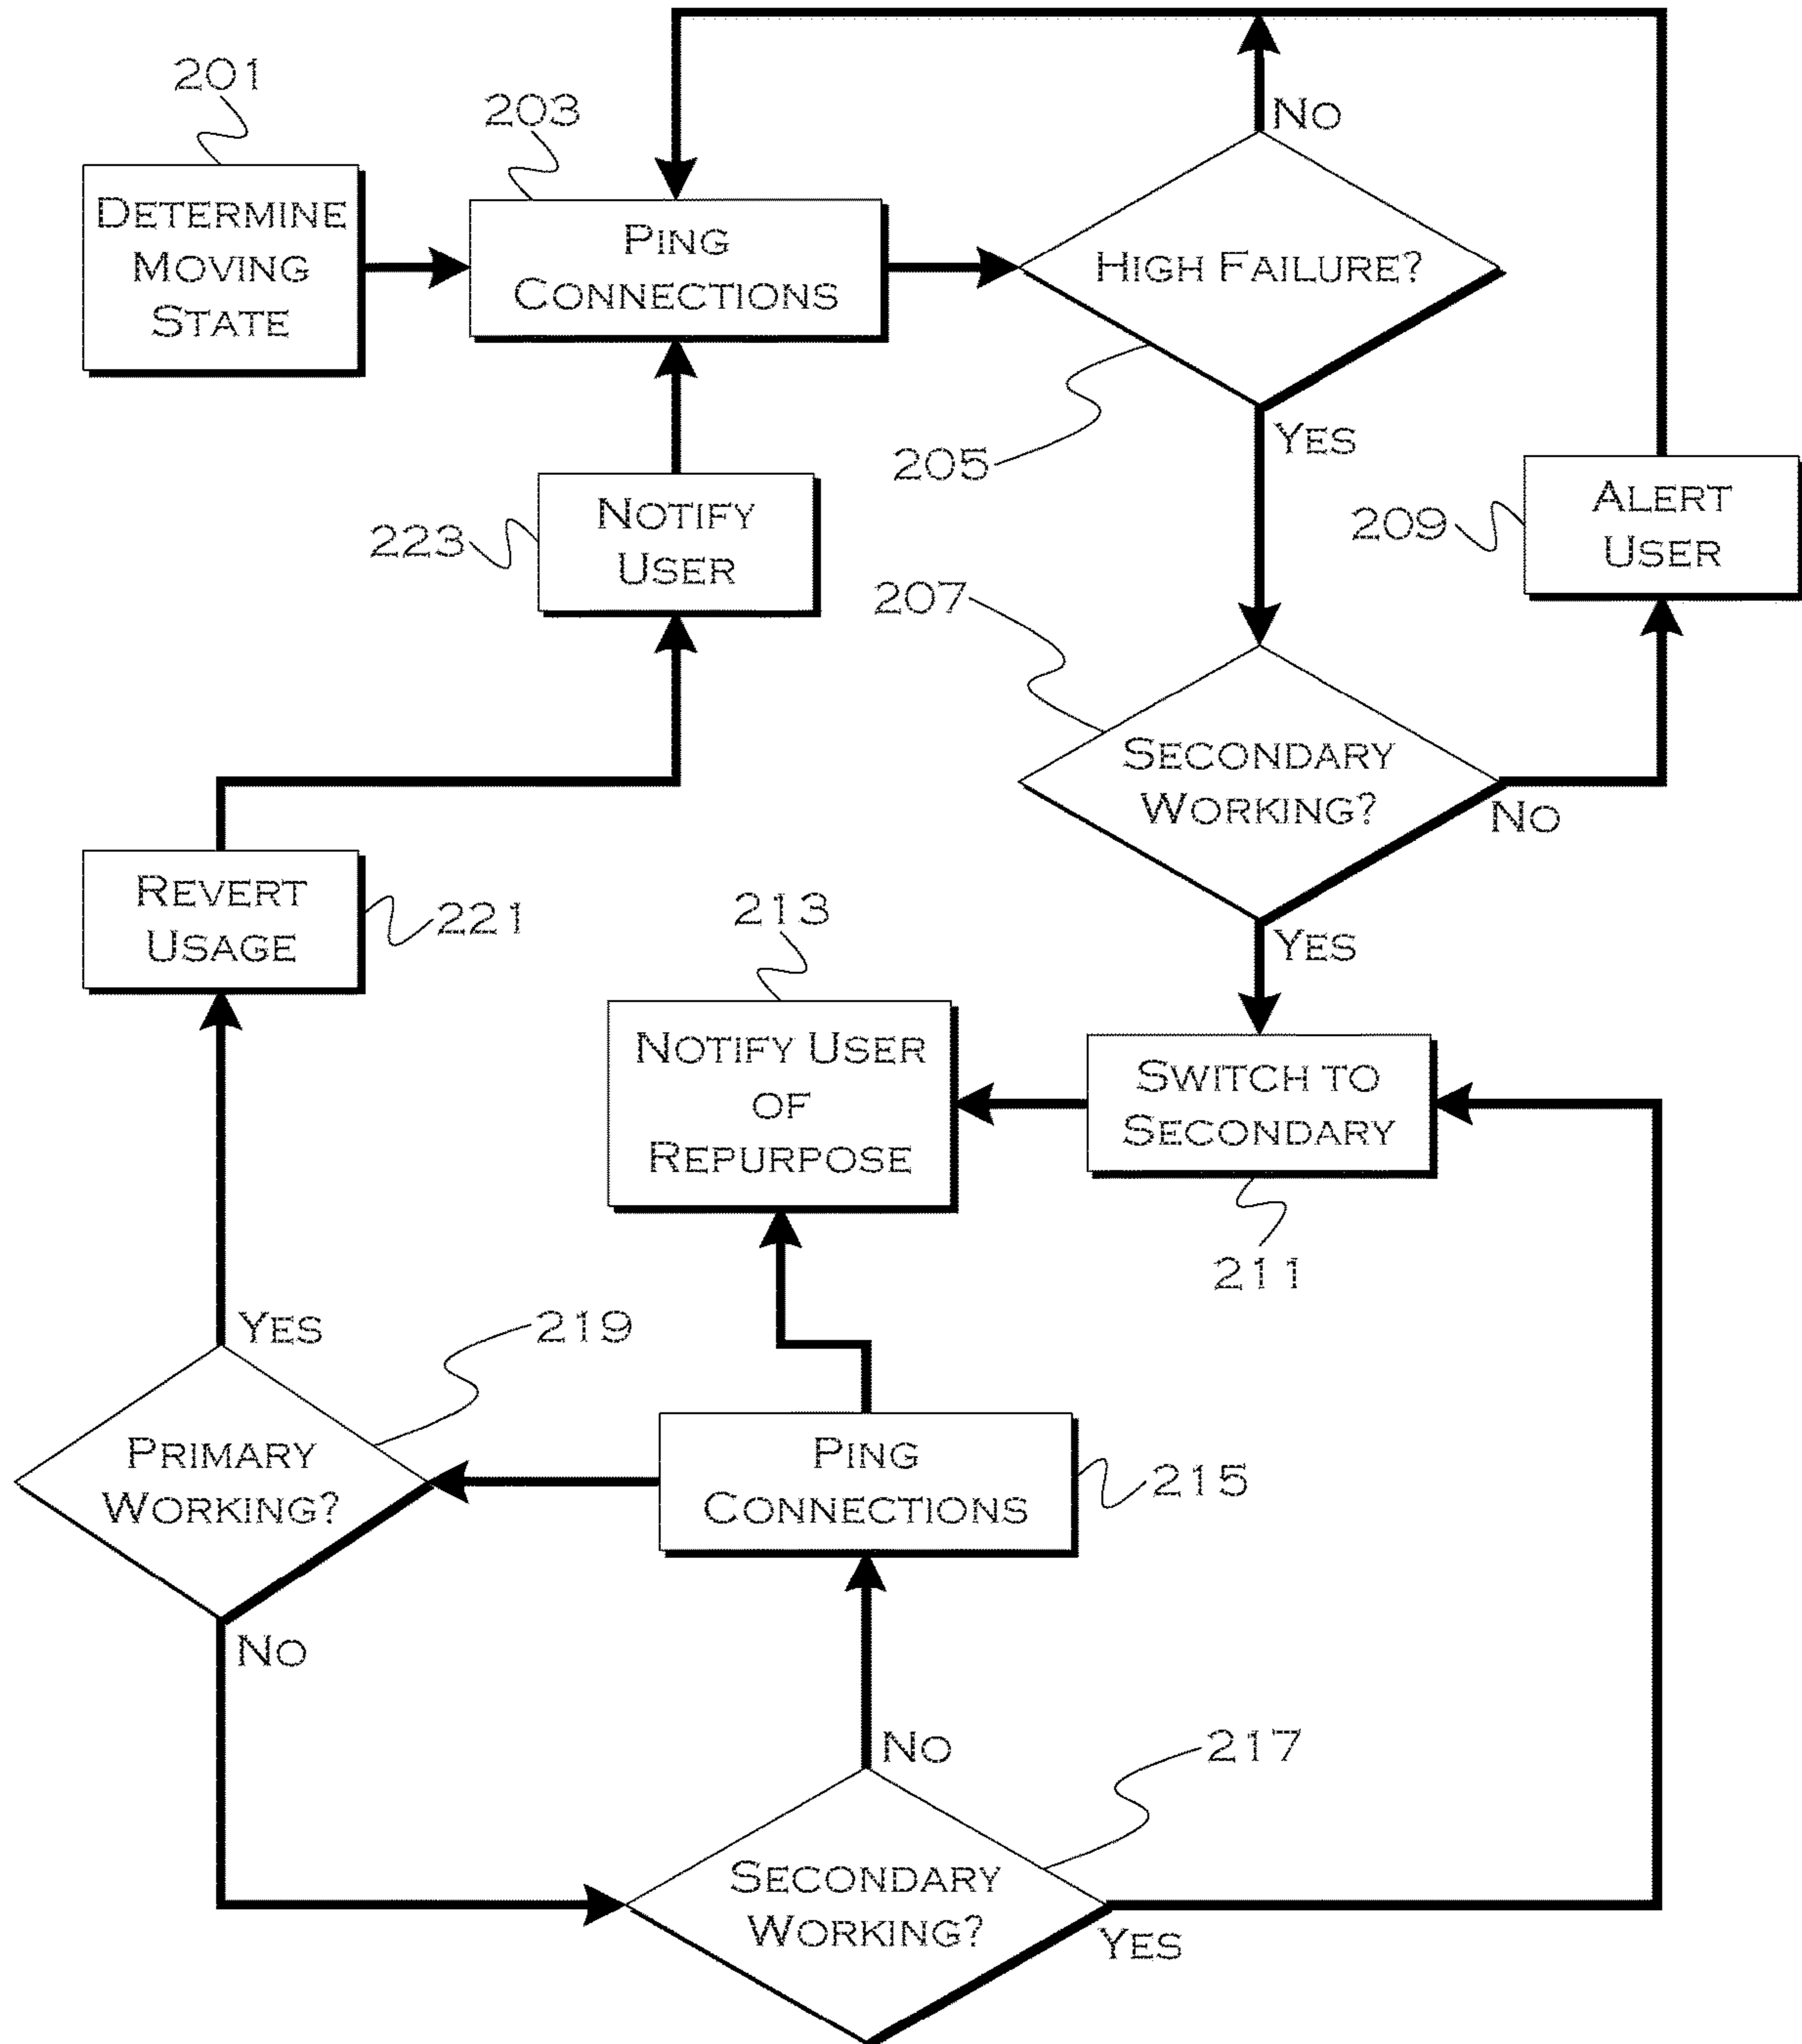 201
203
DETERMINE
MOVING
STATE
PING
CONNECTIONS
HIGH FAILURE?
NO
YES
205
223
NOTIFY
USER
209
ALERT
USER
207
SECONDARY
WORKING?
NO
YES
REVERT
USAGE
221
213
NOTIFY USER
OF
REPURPOSE
SWITCH TO
SECONDARY
211
YES
219
PRIMARY
WORKING?
NO
PING
CONNECTIONS
215
NO
217
SECONDARY
WORKING?
YES